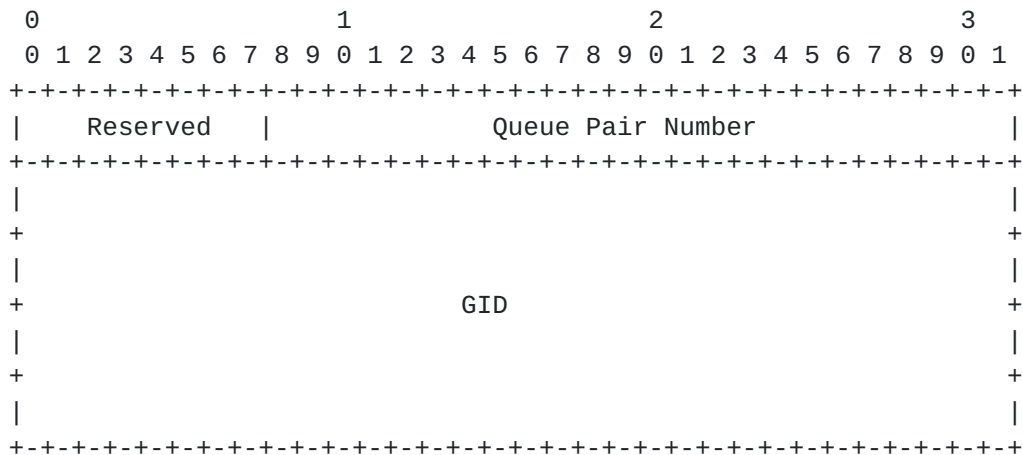 0                   1                   2                   3
 0 1 2 3 4 5 6 7 8 9 0 1 2 3 4 5 6 7 8 9 0 1 2 3 4 5 6 7 8 9 0 1
+-+-+-+-+-+-+-+-+-+-+-+-+-+-+-+-+-+-+-+-+-+-+-+-+-+-+-+-+-+-+-+-+
|    Reserved   |              Queue Pair Number                |
+-+-+-+-+-+-+-+-+-+-+-+-+-+-+-+-+-+-+-+-+-+-+-+-+-+-+-+-+-+-+-+-+
|                                                               |
+                                                               +
|                                                               |
+                            GID                                +
|                                                               |
+                                                               +
|                                                               |
+-+-+-+-+-+-+-+-+-+-+-+-+-+-+-+-+-+-+-+-+-+-+-+-+-+-+-+-+-+-+-+-+